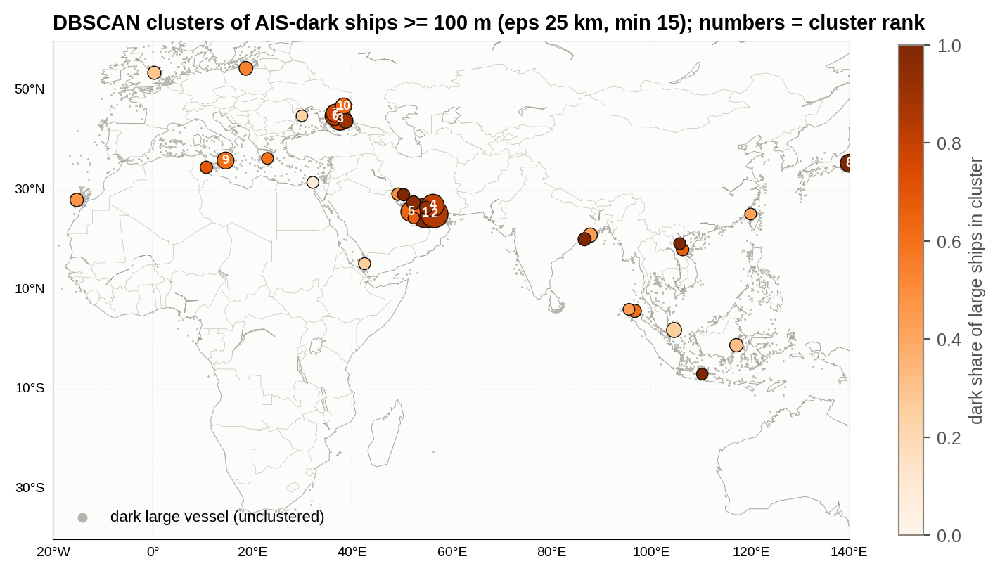 DBSCAN clusters of AIS-dark ships >= 100 m (eps 25 km, min 15); numbers = cluster rank
1.0
50°N
10
3
0.8
9
8
30°N
4
5
1
2
0.6
10°N
0.4
10°S
0.2
30°S
dark large vessel (unclustered)
0.0
20°W
0°
20°E
40°E
60°E
80°E
100°E
120°E
140°E
dark share of large ships in cluster